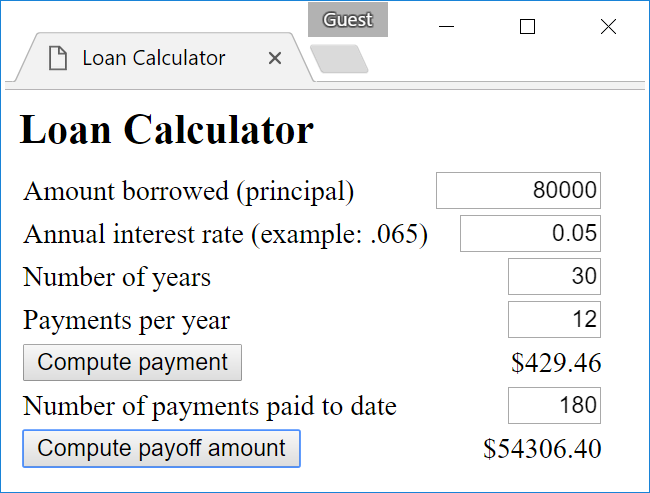 Guest
Loan Calculator
Loan Calculator
Amount borrowed (principal) 80000
Annual interest rate (example: .065) 0.05
Number of years 30
Payments per year 12
Compute payment $429.46
Number of payments paid to date 180
Compute payoff amount $54306.40